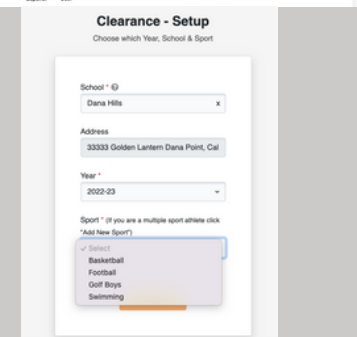 Clearance - Setup
Choose which Year, School & Sport
School *
Dana Hills x
Address
33333 Golden Lantern Dana Point, Cal
Year *
2022-23
Sport * (If you are a multiple sport athlete click
"Add New Sport")
✓ Select
Basketball
Football
Golf Boys
Swimming